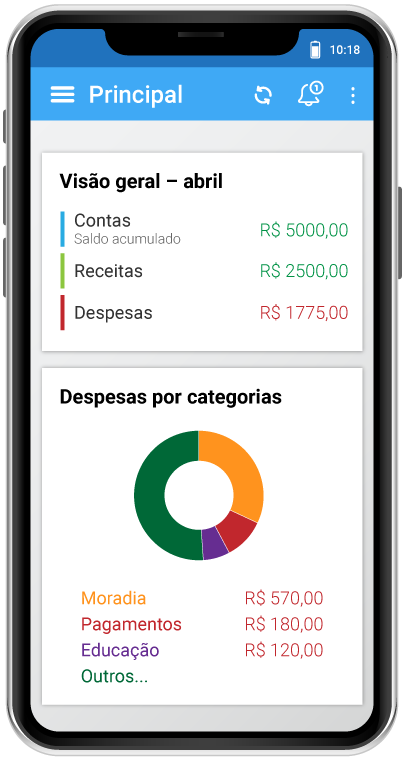 10:18
Principal
1
Visão geral – abril
Contas
Saldo acumulado
R$ 5000,00
Receitas R$ 2500,00
Despesas R$ 1775,00
Despesas por categorias
Moradia R$ 570,00
Pagamentos R$ 180,00
Educação R$ 120,00
Outros...